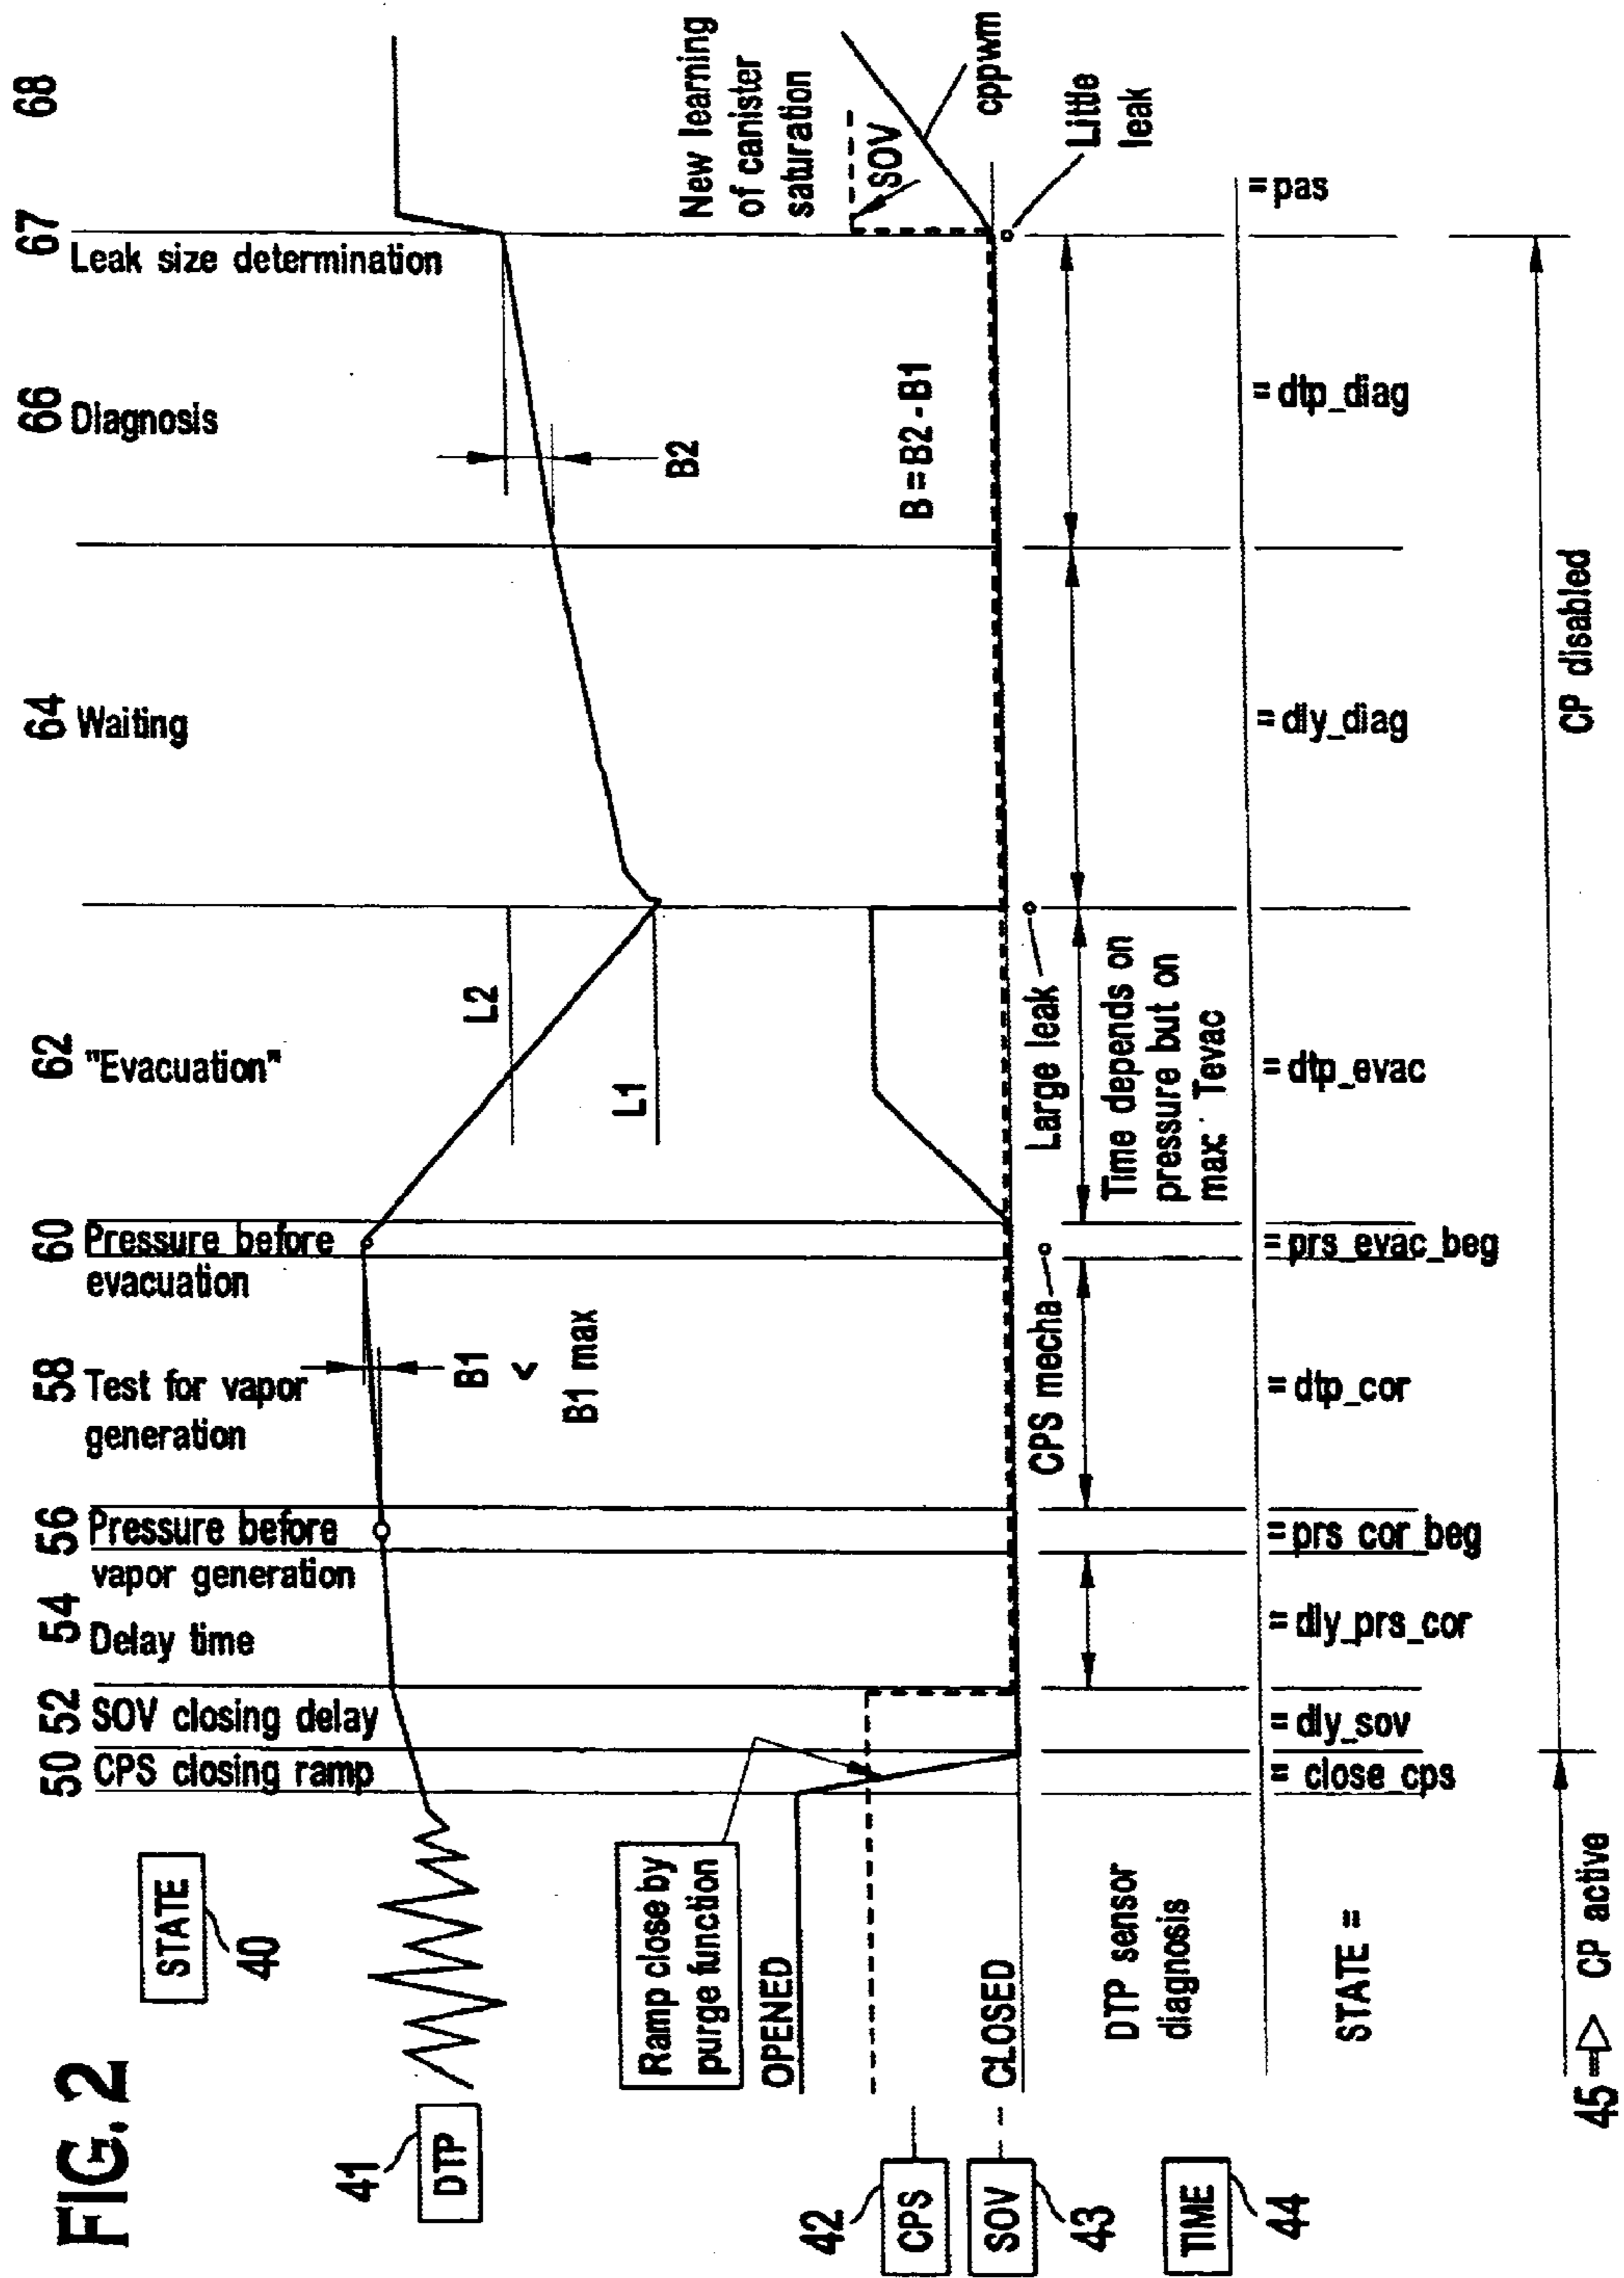 FIG. 2
STATE
40
50
CPS closing ramp
52
SOV closing delay
54
Delay time
56
Pressure before
vapor generation
58
Test for vapor
generation
60
Pressure before
evacuation
62
"Evacuation"
64
Waiting
66
Diagnosis
67
Leak size determination
68
41
DTP
B1
<
B1 max
L2
L1
B2
Ramp close by
purge function
OPENED
CLOSED
B = B2 - B1
New learning
of canister
saturation
SOV
cppwm
42
CPS
SOV
43
CPS mecha
Large leak
Little
leak
TIME
44
DTP sensor
diagnosis
Time depends on
pressure but on
max. Tevac
STATE =
= close_cps
= dly_sov
= dly_prs_cor
= prs_cor_beg
= dtp_cor
= prs_evac_beg
= dtp_evac
= dly_diag
= dtp_diag
= pas
45
CP active
CP disabled